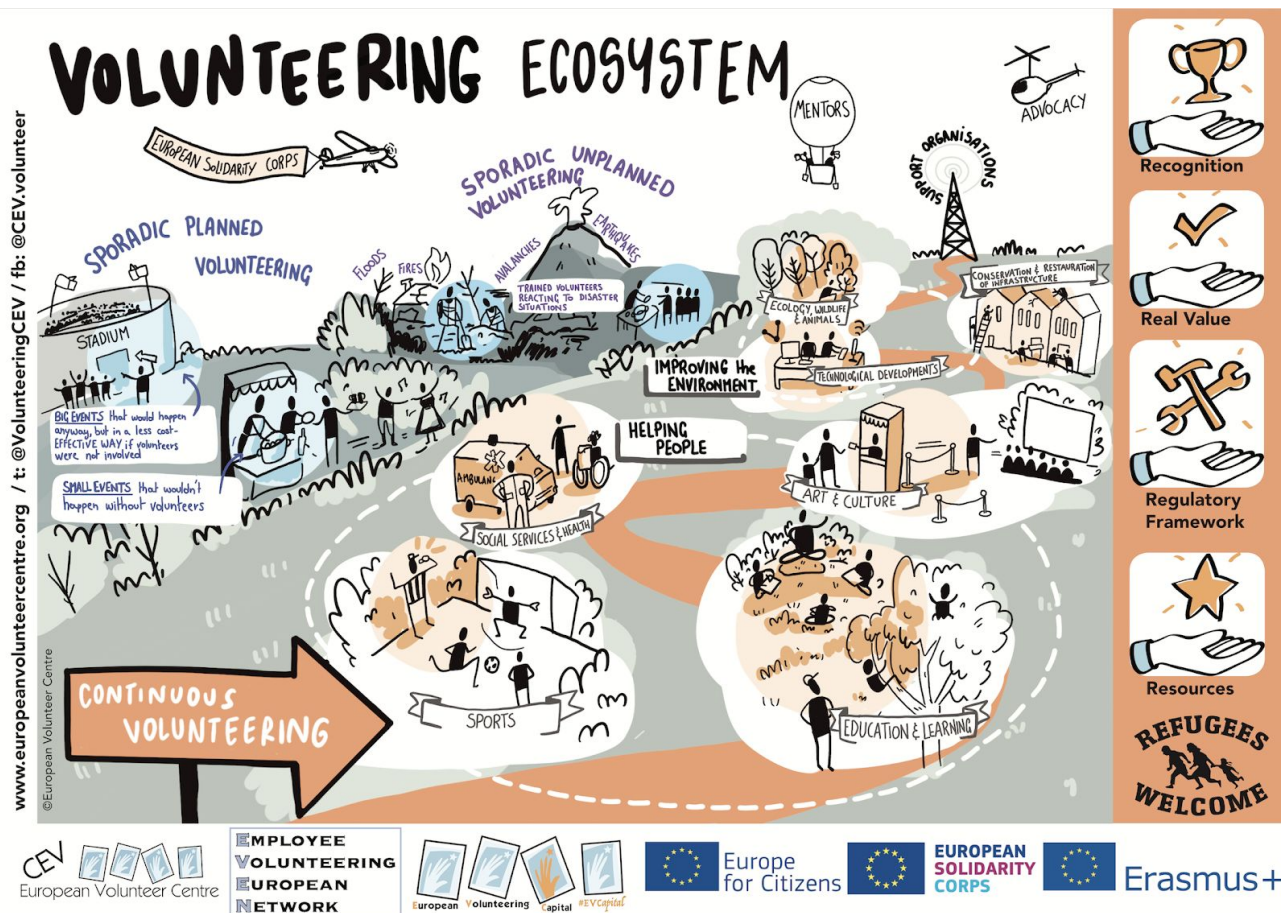 VOLUNTEERING ECOSYSTEM
EUROPEAN SOLIDARITY CORPS
MENTORS
ADVOCACY
SUPPORT ORGANISATIONS
SPORADIC PLANNED
VOLUNTEERING
SPORADIC UNPLANNED
VOLUNTEERING
FLOODS
FIRES
AVALANCHES
EARTHQUAKES
TRAINED VOLUNTEERS
REACTING TO DISASTER
SITUATIONS
STADIUM
BIG EVENTS that would happen
anyway, but in a less cost-
EFFECTIVE WAY if volunteers
were not involved
SMALL EVENTS that wouldn't
happen without volunteers
ECOLOGY, WILDLIFE
& ANIMALS
CONSERVATION & RESTAURATION
OF INFRASTRUCTURE
IMPROVING the
ENVIRONMENT
TECHNOLOGICAL DEVELOPMENTS
HELPING
PEOPLE
AMBULANC
SOCIAL SERVICES & HEALTH
ART & CULTURE
SPORTS
EDUCATION & LEARNING
CONTINUOUS
VOLUNTEERING
www.europeanvolunteercentre.org / t: @VolunteeringCEV / fb: @CEV.volunteer
©European Volunteer Centre
Recognition
Real Value
Regulatory
Framework
Resources
REFUGEES
WELCOME
CEV
European Volunteer Centre
EMPLOYEE
VOLUNTEERING
EUROPEAN
NETWORK
European Volunteering Capital #EVCapital
Europe
for Citizens
EUROPEAN
SOLIDARITY
CORPS
Erasmus+